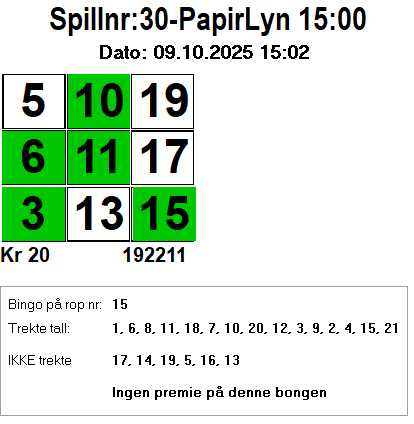 Spillnr:30-PapirLyn 15:00
Dato: 09.10.2025 15:02
5 10 19
6 11 17
3 13 15
Kr 20 192211
Bingo på rop nr: 15
Trekte tall: 1, 6, 8, 11, 18, 7, 10, 20, 12, 3, 9, 2, 4, 15, 21
IKKE trekte 17, 14, 19, 5, 16, 13
Ingen premie på denne bongen